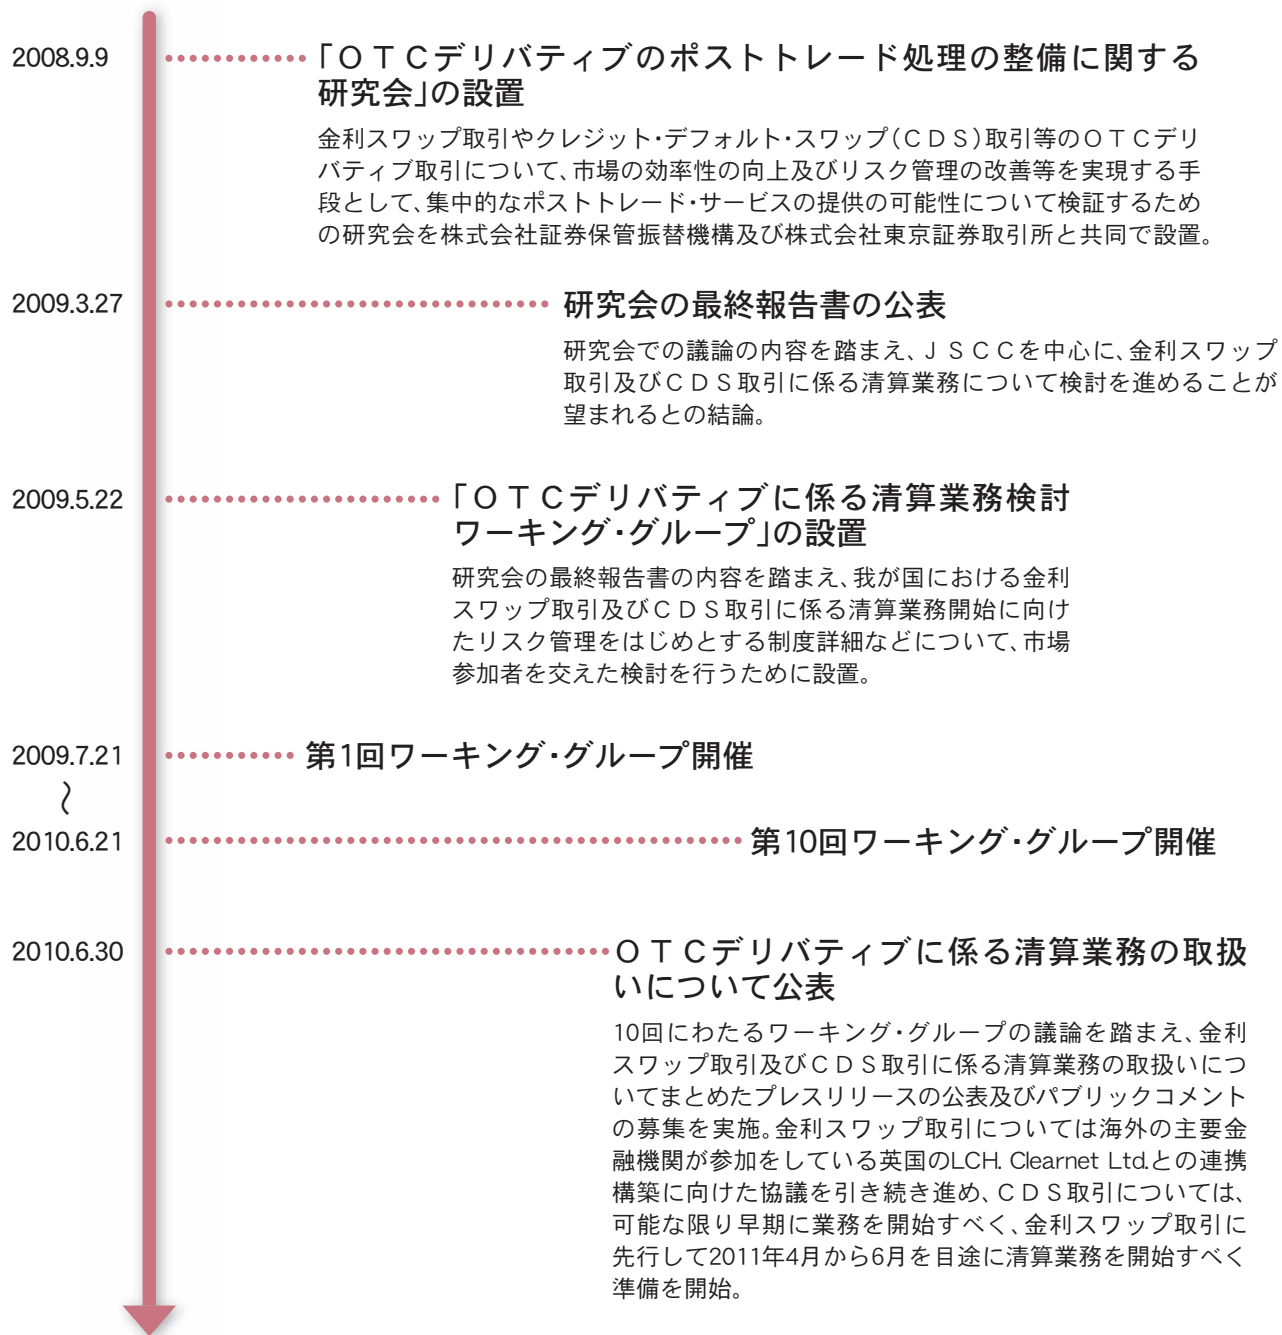 2008.9.9
「ＯＴＣデリバティブのポストトレード処理の整備に関する
研究会」の設置
金利スワップ取引やクレジット・デフォルト・スワップ（ＣＤＳ）取引等のＯＴＣデリ
バティブ取引について、市場の効率性の向上及びリスク管理の改善等を実現する手
段として、集中的なポストトレード・サービスの提供の可能性について検証するため
の研究会を株式会社証券保管振替機構及び株式会社東京証券取引所と共同で設置。
2009.3.27
研究会の最終報告書の公表
研究会での議論の内容を踏まえ、ＪＳＣＣを中心に、金利スワップ
取引及びＣＤＳ取引に係る清算業務について検討を進めることが
望まれるとの結論。
2009.5.22
「ＯＴＣデリバティブに係る清算業務検討
ワーキング・グループ」の設置
研究会の最終報告書の内容を踏まえ、我が国における金利
スワップ取引及びＣＤＳ取引に係る清算業務開始に向け
たリスク管理をはじめとする制度詳細などについて、市場
参加者を交えた検討を行うために設置。
2009.7.21
第1回ワーキング・グループ開催
〜
2010.6.21
第10回ワーキング・グループ開催
2010.6.30
ＯＴＣデリバティブに係る清算業務の取扱
いについて公表
10回にわたるワーキング・グループの議論を踏まえ、金利
スワップ取引及びＣＤＳ取引に係る清算業務の取扱いにつ
いてまとめたプレスリリースの公表及びパブリックコメント
の募集を実施。金利スワップ取引については海外の主要金
融機関が参加をしている英国のLCH. Clearnet Ltd.との連携
構築に向けた協議を引き続き進め、ＣＤＳ取引については、
可能な限り早期に業務を開始すべく、金利スワップ取引に
先行して2011年4月から6月を目途に清算業務を開始すべく
準備を開始。